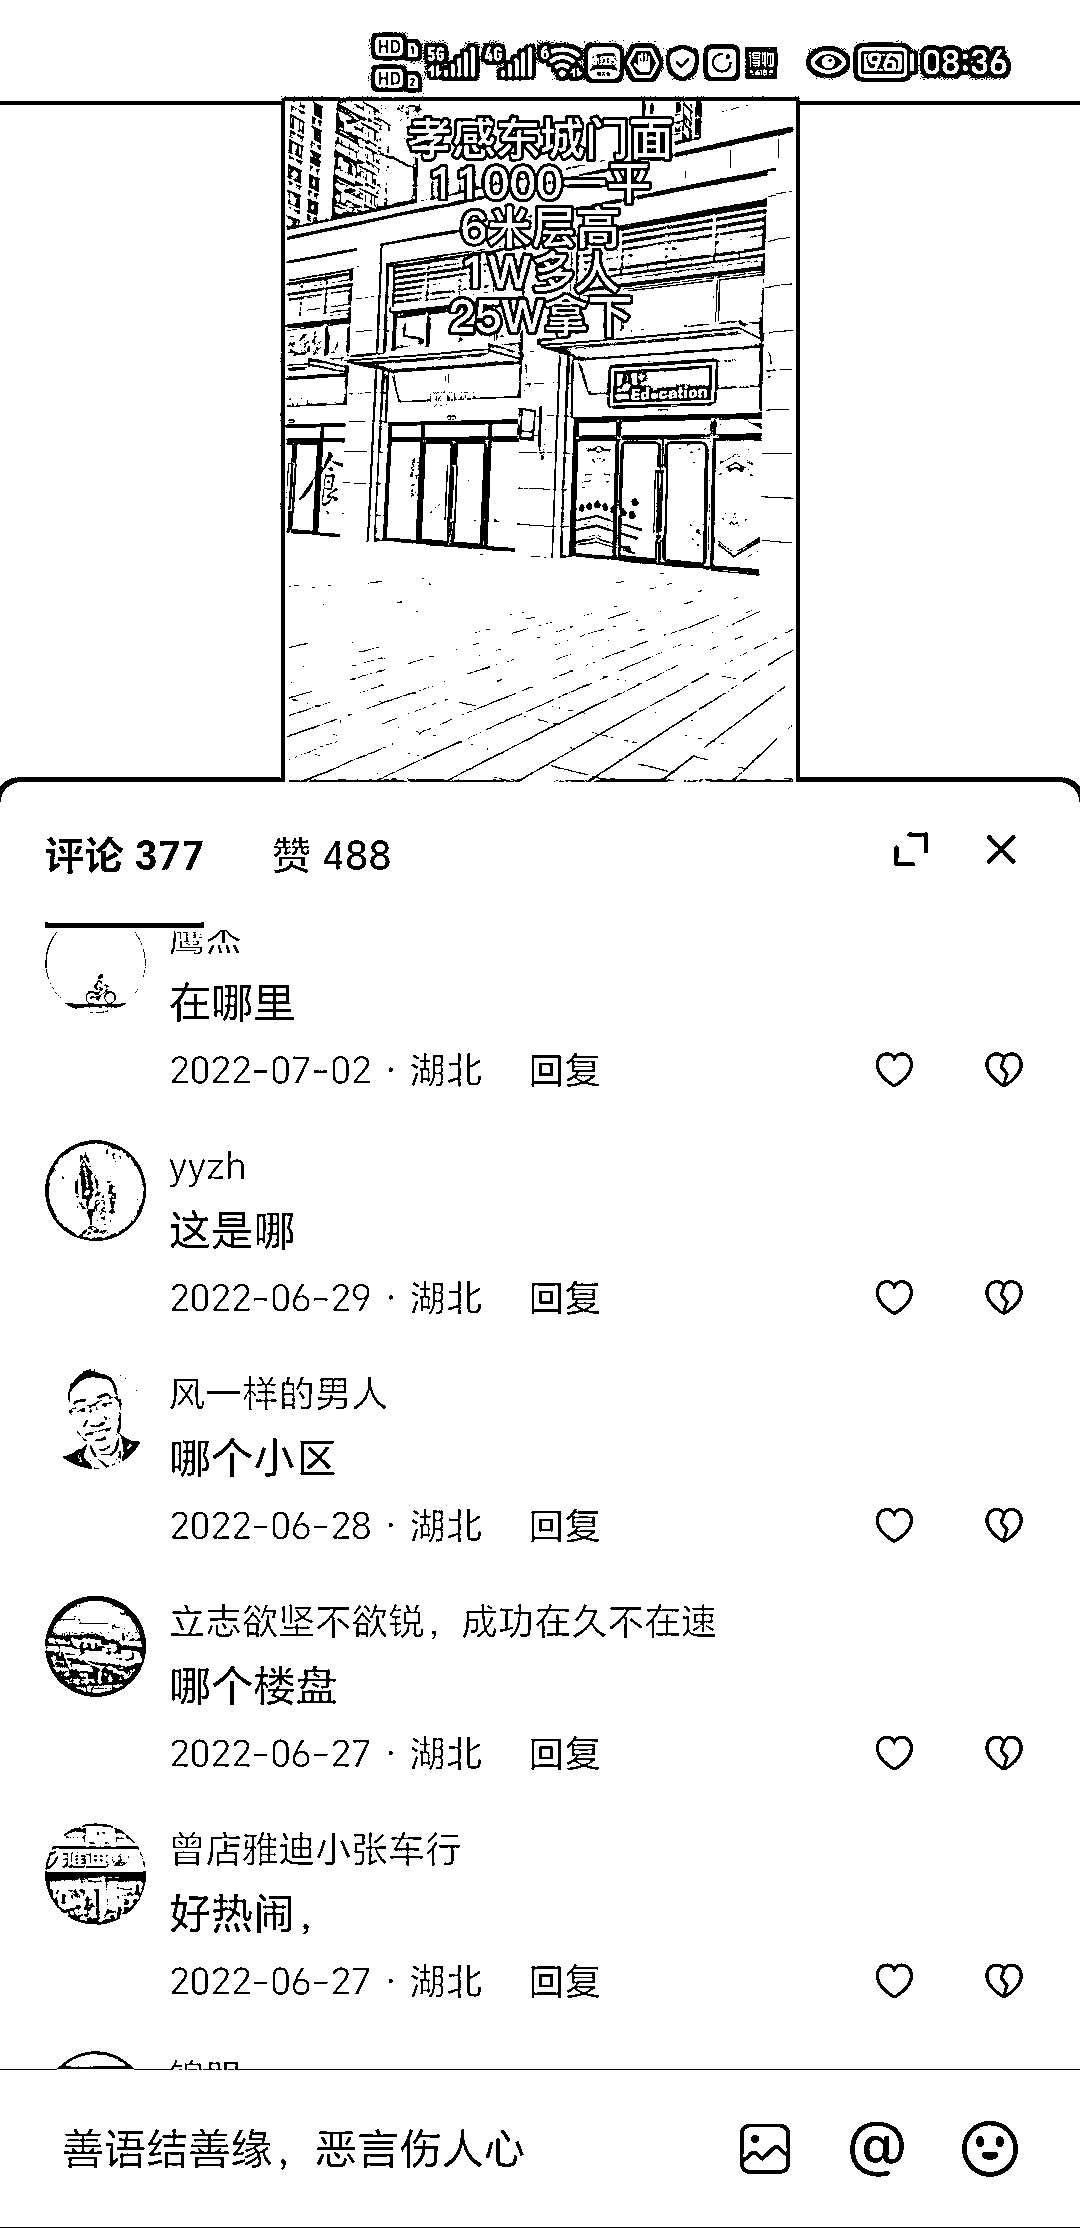 HD 1 5G 4G 6 96 08:36
HD 2
孝感东城门面
11000一平
6米层高
1W多人
25W拿下
Education
食
评论 377 赞 488
鹰杰
在哪里
2022-07-02 · 湖北 回复
yyzh
这是哪
2022-06-29 · 湖北 回复
风一样的男人
哪个小区
2022-06-28 · 湖北 回复
立志欲坚不欲锐，成功在久不在速
哪个楼盘
2022-06-27 · 湖北 回复
曾店雅迪小张车行
好热闹，
2022-06-27 · 湖北 回复
善语结善缘，恶言伤人心